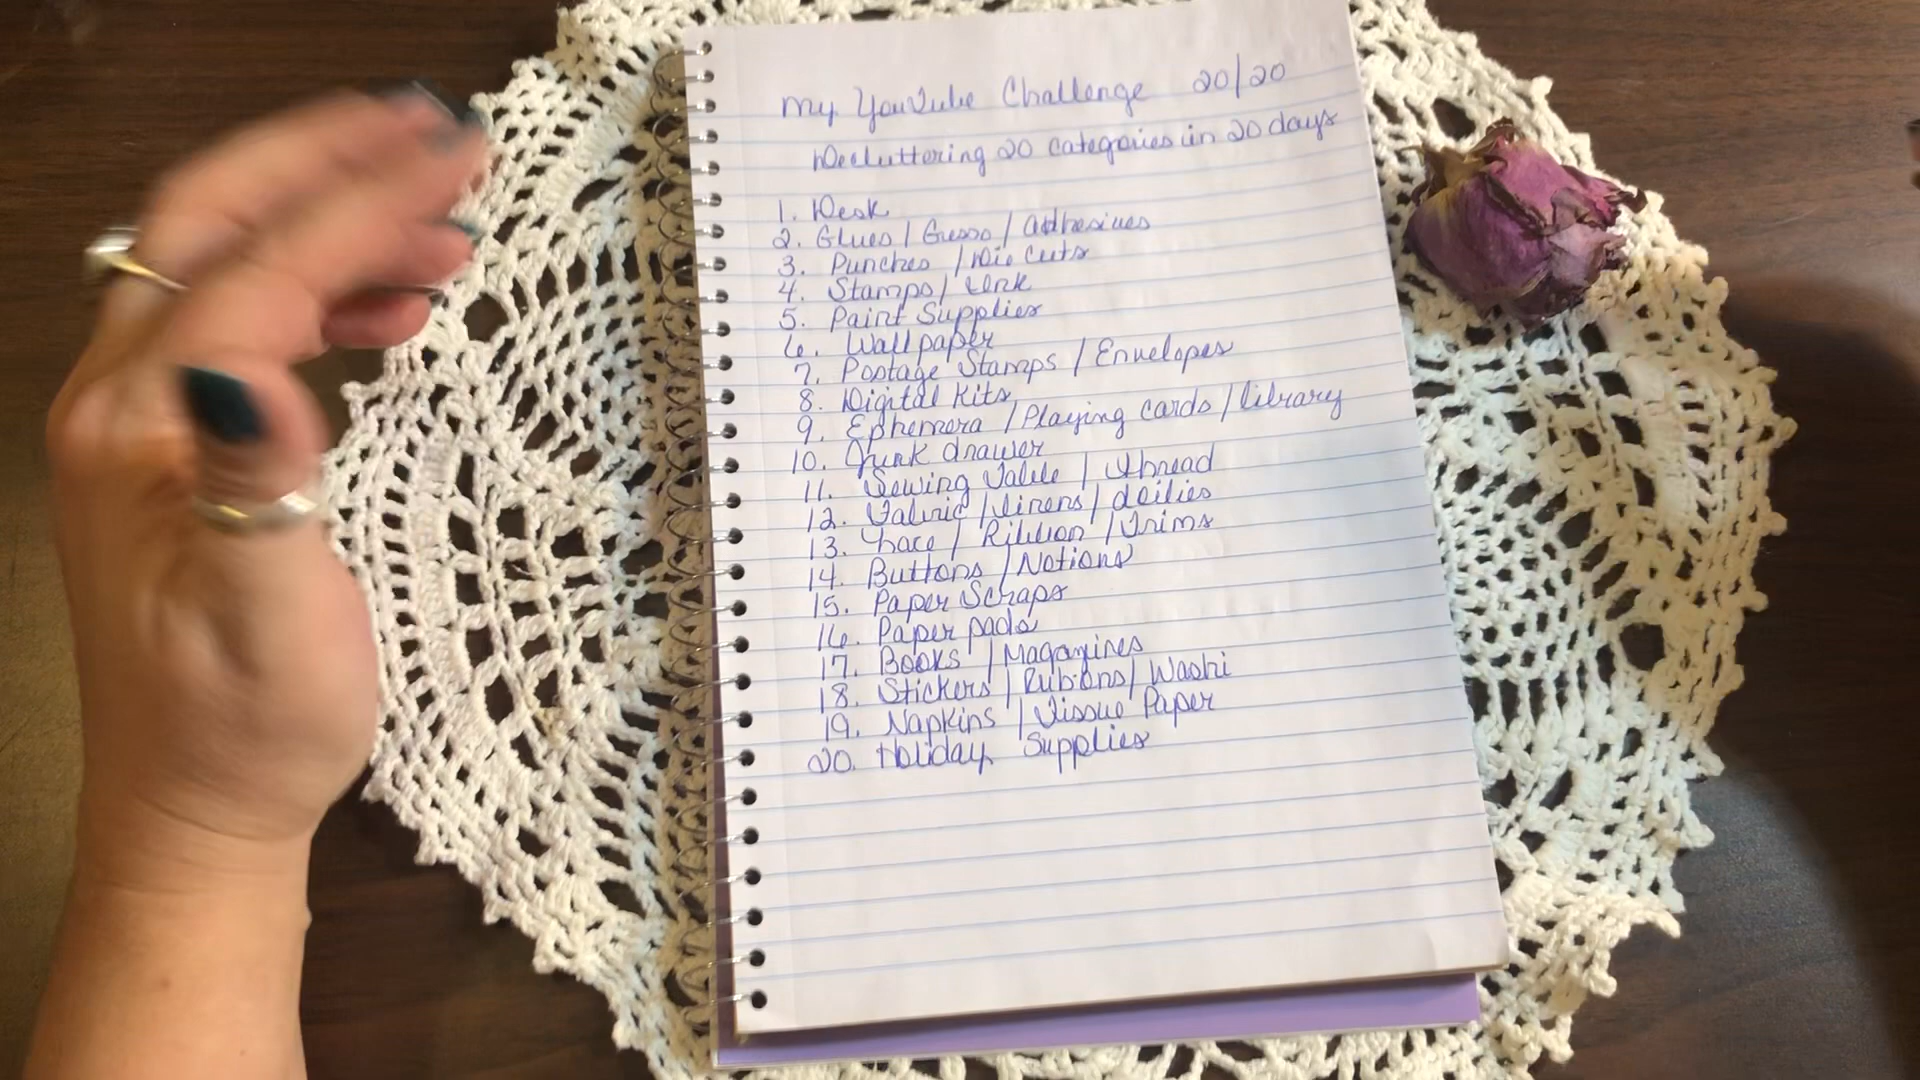 My YouTube Challenge 20/20
Decluttering 20 categories in 20 days
1. Desk
2. Glues / Gesso / Adhesives
3. Punches / Die Cuts
4. Stamps / Ink
5. Paint Supplies
6. Wallpaper
7. Postage Stamps / Envelopes
8. Digital Kits
9. Ephemera / Playing Cards / library
10. Junk drawer
11. Sewing Table / Thread
12. Fabric / Linens / doilies
13. Lace / Ribbon / Trims
14. Buttons / Notions
15. Paper Scraps
16. Paper pads
17. Books / Magazines
18. Stickers / Rub.Ons / Washi
19. Napkins / Tissue Paper
20. Holiday Supplies